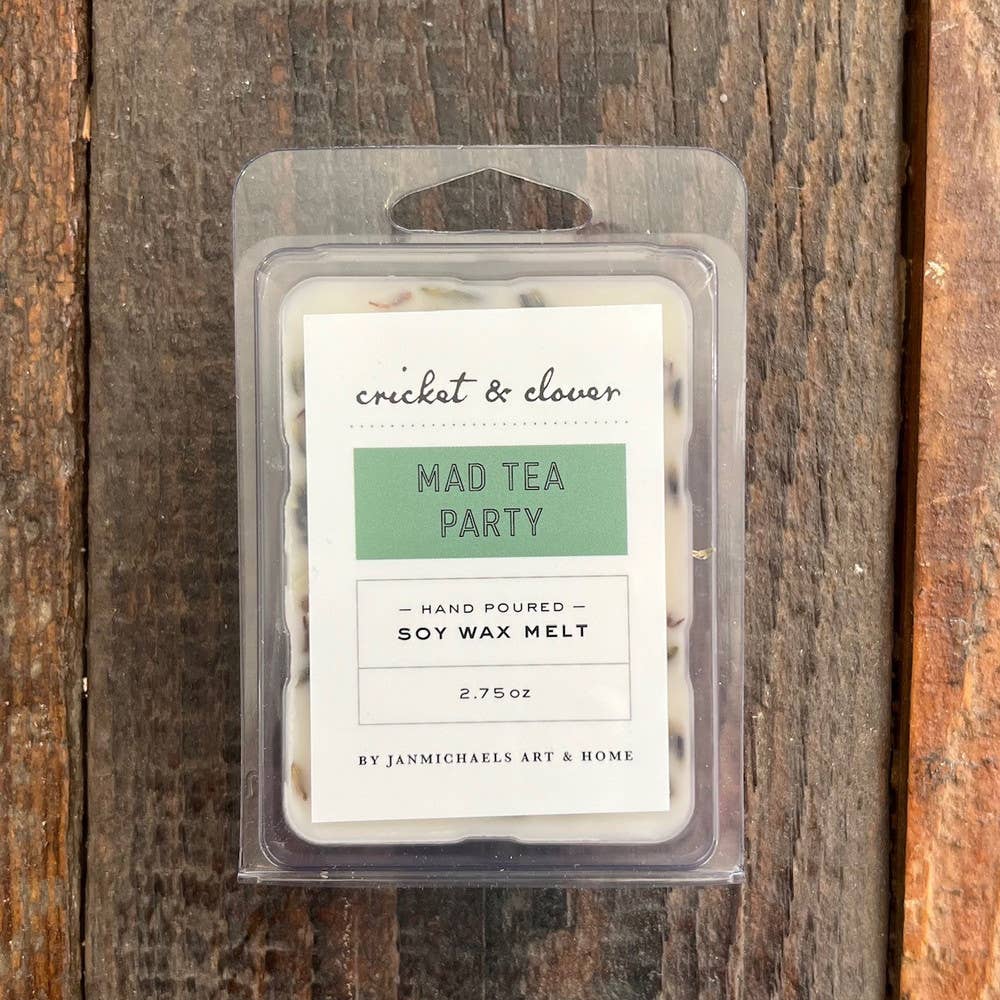 cricket & clover
MAD TEA
PARTY
— HAND POURED —
SOY WAX MELT
2.75oz
BY JANMICHAELS ART & HOME